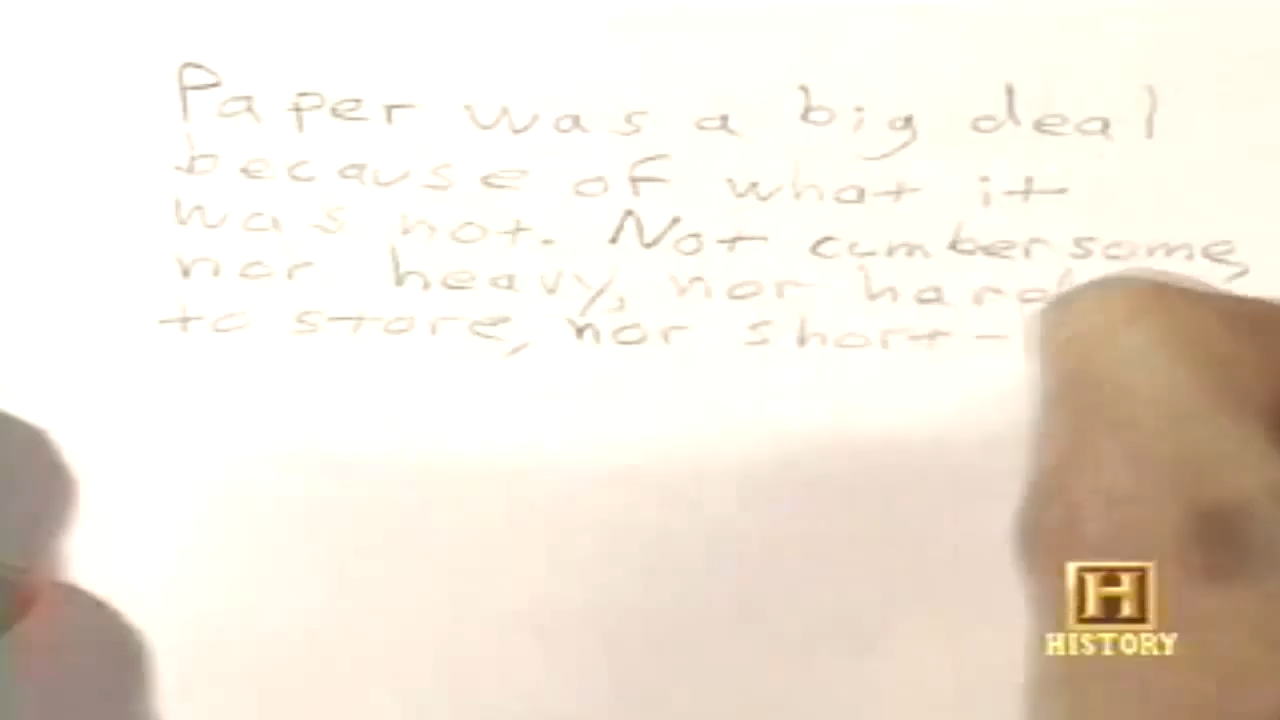 Paper was a big deal
because of what it
was not. Not cumbersome,
nor heavy, nor hard
to store, nor short-
H
HISTORY